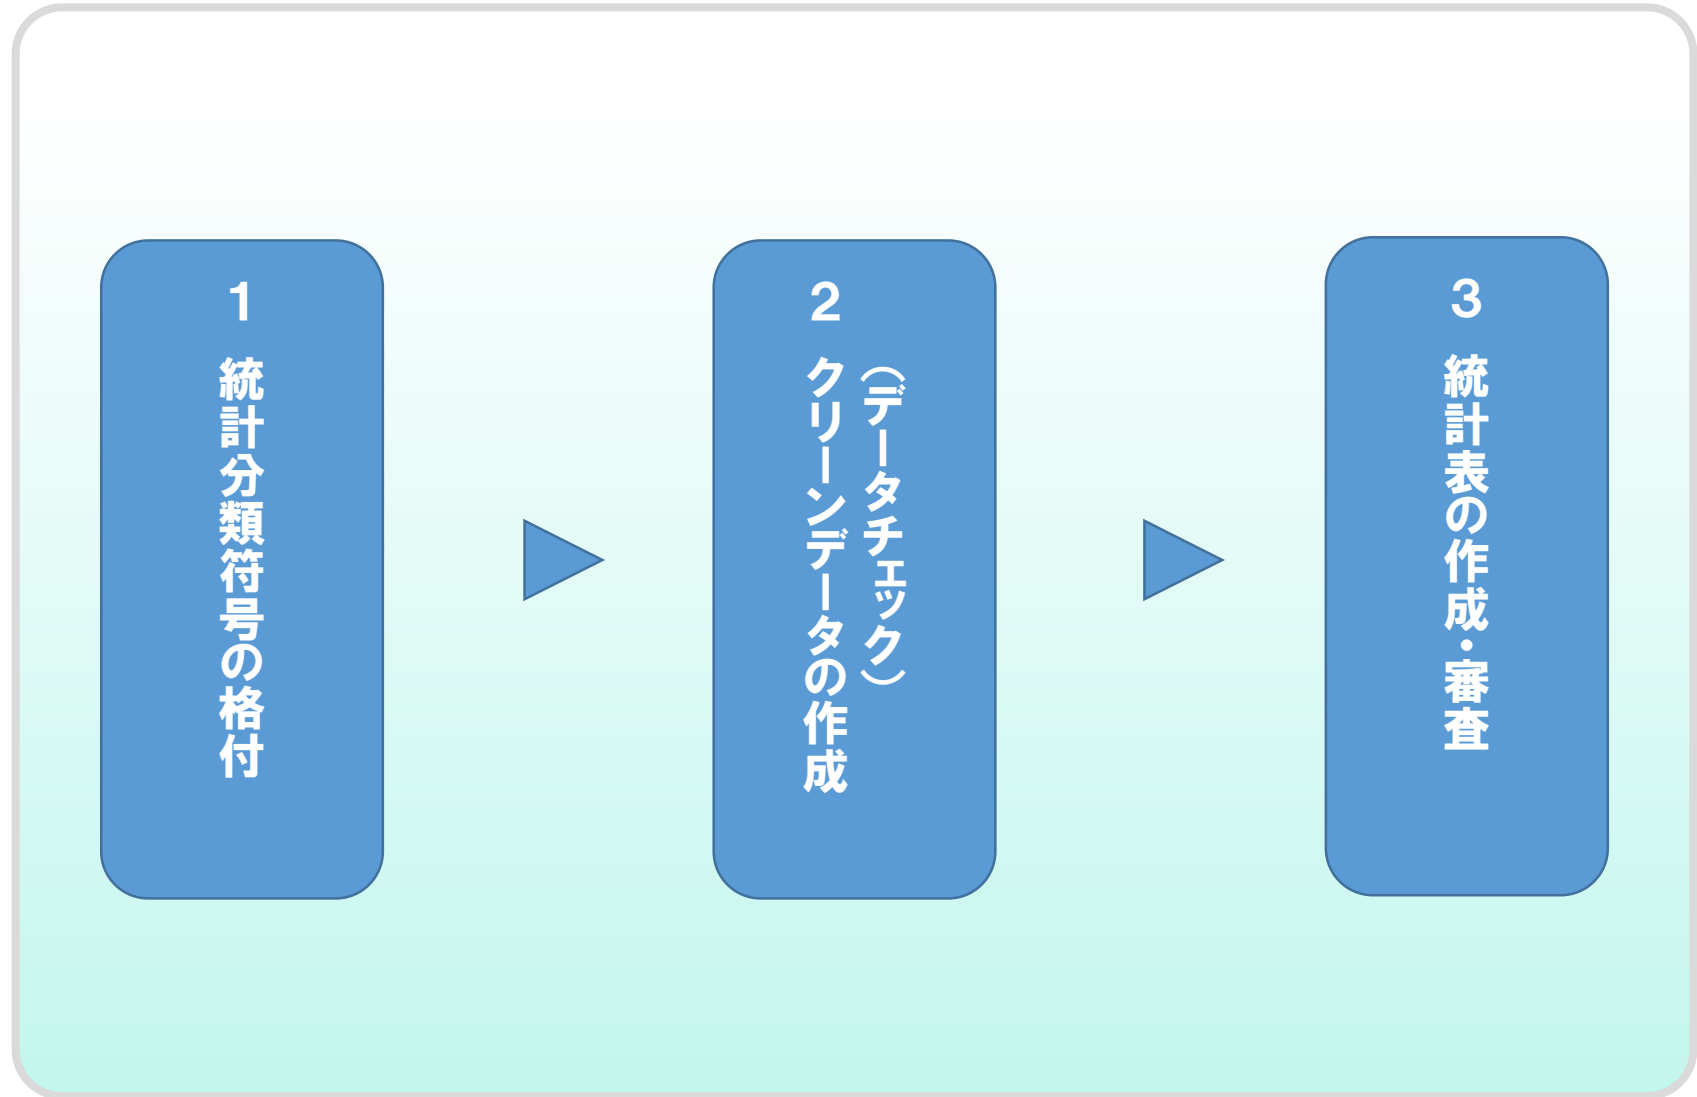 1 統計分類符号の格付
2 クリーンデータの作成
（データチェック）
3 統計表の作成・審査